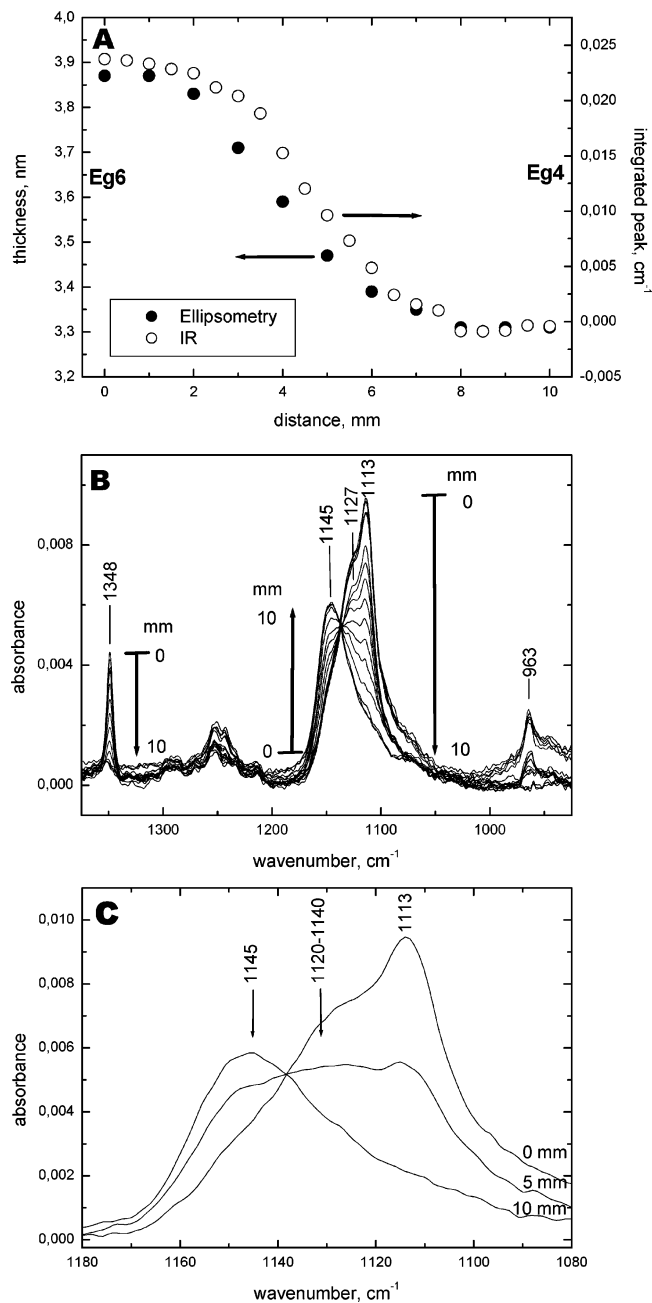 A
4,0
3,9
3,8
3,7
3,6
3,5
3,4
3,3
3,2
thickness, nm
0,025
0,020
0,015
0,010
0,005
0,000
-0,005
integrated peak, cm-1
Eg6
Eg4
Ellipsometry
IR
0 2 4 6 8 10
distance, mm
B
0,008
0,004
0,000
absorbance
1348
mm
0
10
mm
10
0
1145
1127
1113
mm
0
10
963
1300 1200 1100 1000
wavenumber, cm-1
C
0,010
0,008
0,006
0,004
0,002
0,000
absorbance
1145
1120-1140
1113
0 mm
5 mm
10 mm
1180 1160 1140 1120 1100 1080
wavenumber, cm-1